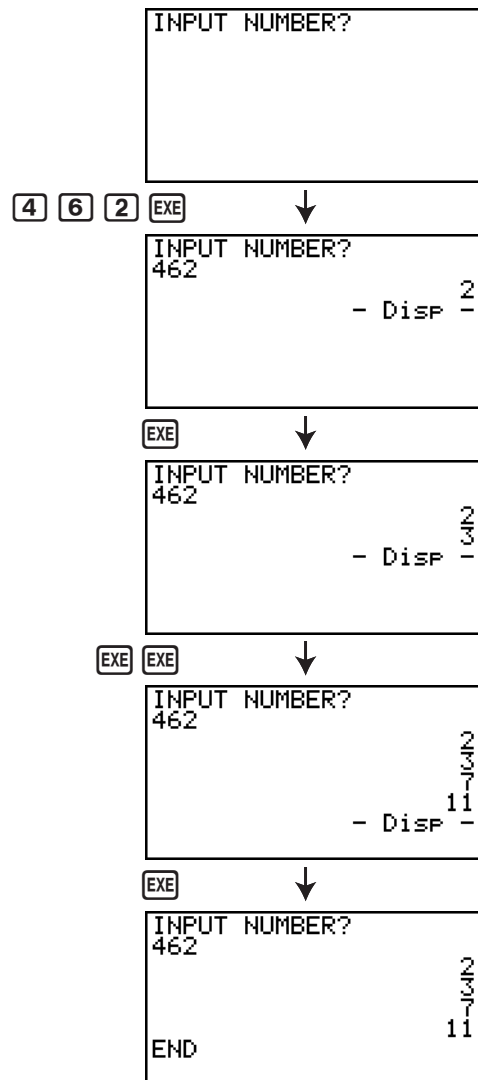 INPUT NUMBER?
4 6 2 EXE
INPUT NUMBER?
462
2
- Disp -
EXE
INPUT NUMBER?
462
2
3
- Disp -
EXE EXE
INPUT NUMBER?
462
2
3
7
11
- Disp -
EXE
INPUT NUMBER?
462
2
3
7
11
END